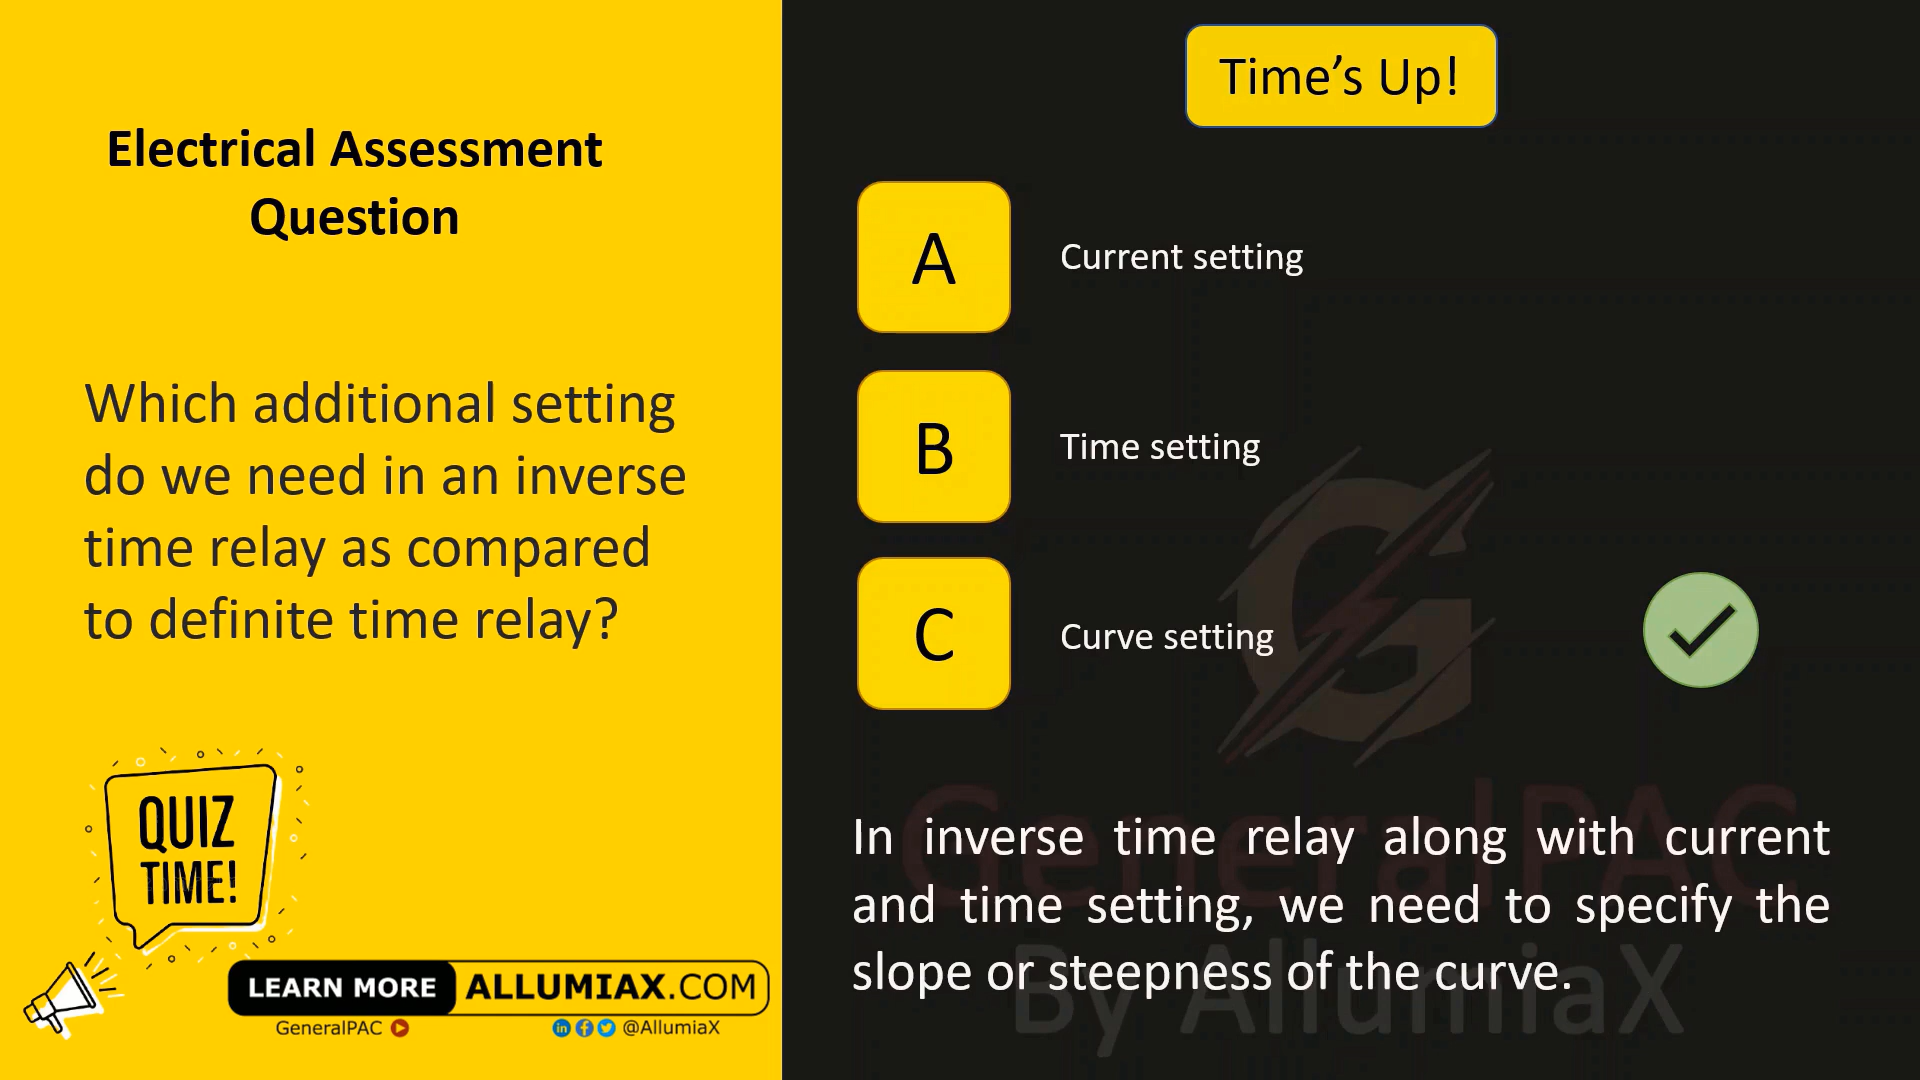 Electrical Assessment
Question
Which additional setting
do we need in an inverse
time relay as compared
to definite time relay?
QUIZ
TIME!
LEARN MORE ALLUMIAX.COM
GeneralPAC in f @AllumiaX
Time’s Up!
A Current setting
B Time setting
C Curve setting
G
GeneralPAC
By AllumiaX
In inverse time relay along with current
and time setting, we need to specify the
slope or steepness of the curve.